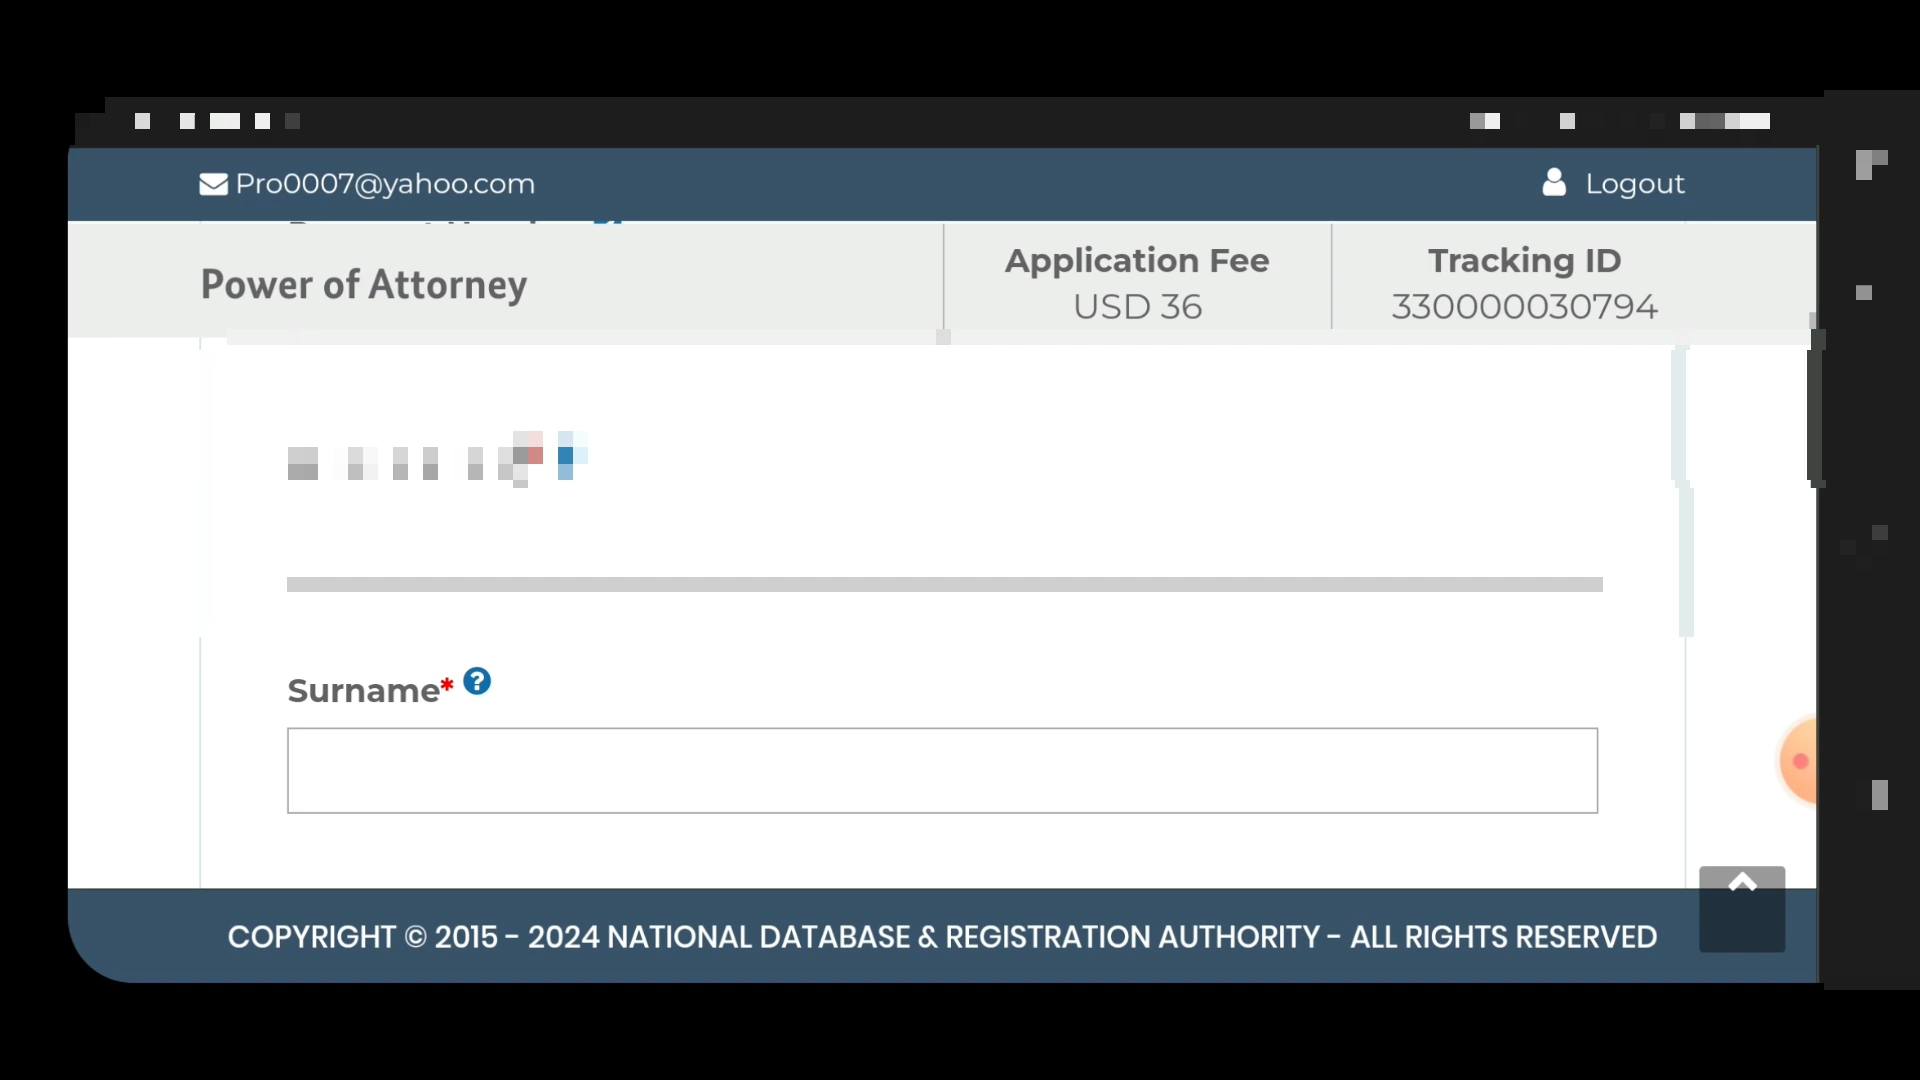 Pro0007@yahoo.com
Logout
Power of Attorney
Application Fee
USD 36
Tracking ID
330000030794
Surname* ?
COPYRIGHT © 2015 - 2024 NATIONAL DATABASE & REGISTRATION AUTHORITY - ALL RIGHTS RESERVED